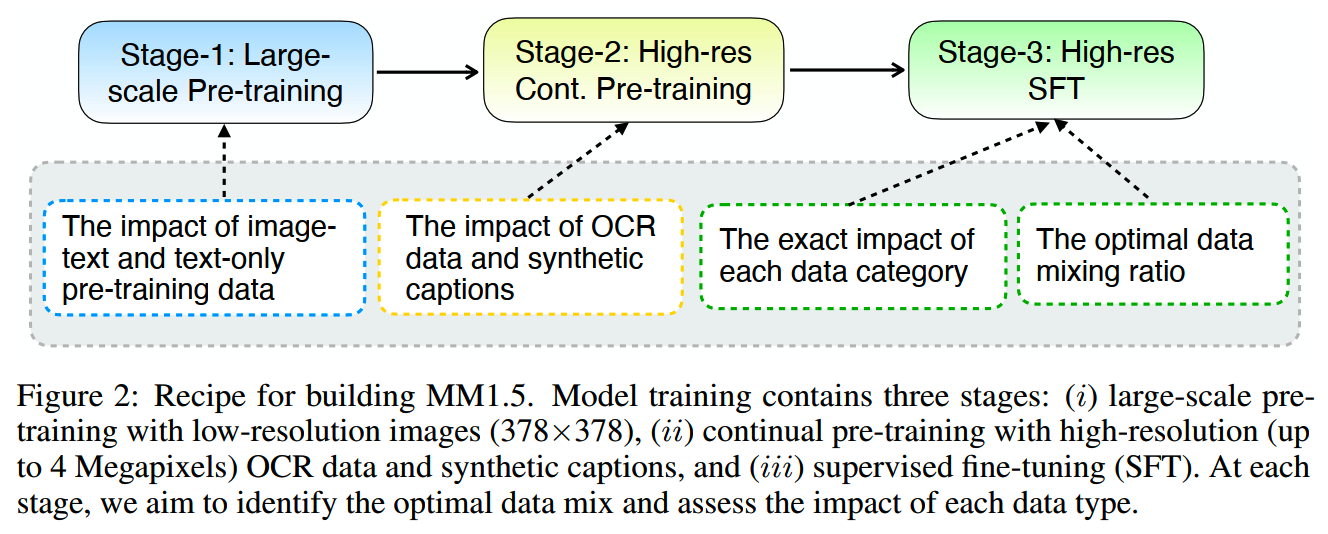 Stage-1: Large-
scale Pre-training
Stage-2: High-res
Cont. Pre-training
Stage-3: High-res
SFT
The impact of image-
text and text-only
pre-training data
The impact of OCR
data and synthetic
captions
The exact impact of
each data category
The optimal data
mixing ratio
Figure 2: Recipe for building MM1.5. Model training contains three stages: (i) large-scale pre-
training with low-resolution images (378×378), (ii) continual pre-training with high-resolution (up
to 4 Megapixels) OCR data and synthetic captions, and (iii) supervised fine-tuning (SFT). At each
stage, we aim to identify the optimal data mix and assess the impact of each data type.